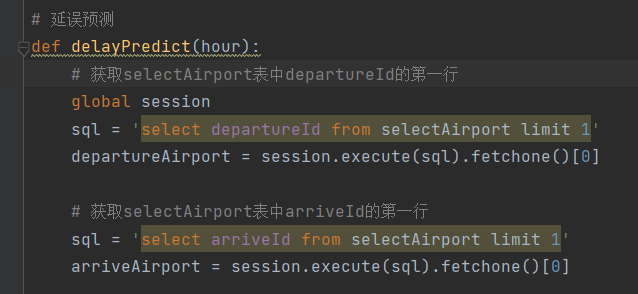 # 延误预测
def delayPredict(hour):
# 获取selectAirport表中departureId的第一行
global session
sql = 'select departureId from selectAirport limit 1'
departureAirport = session.execute(sql).fetchone()[0]
# 获取selectAirport表中arriveId的第一行
sql = 'select arriveId from selectAirport limit 1'
arriveAirport = session.execute(sql).fetchone()[0]